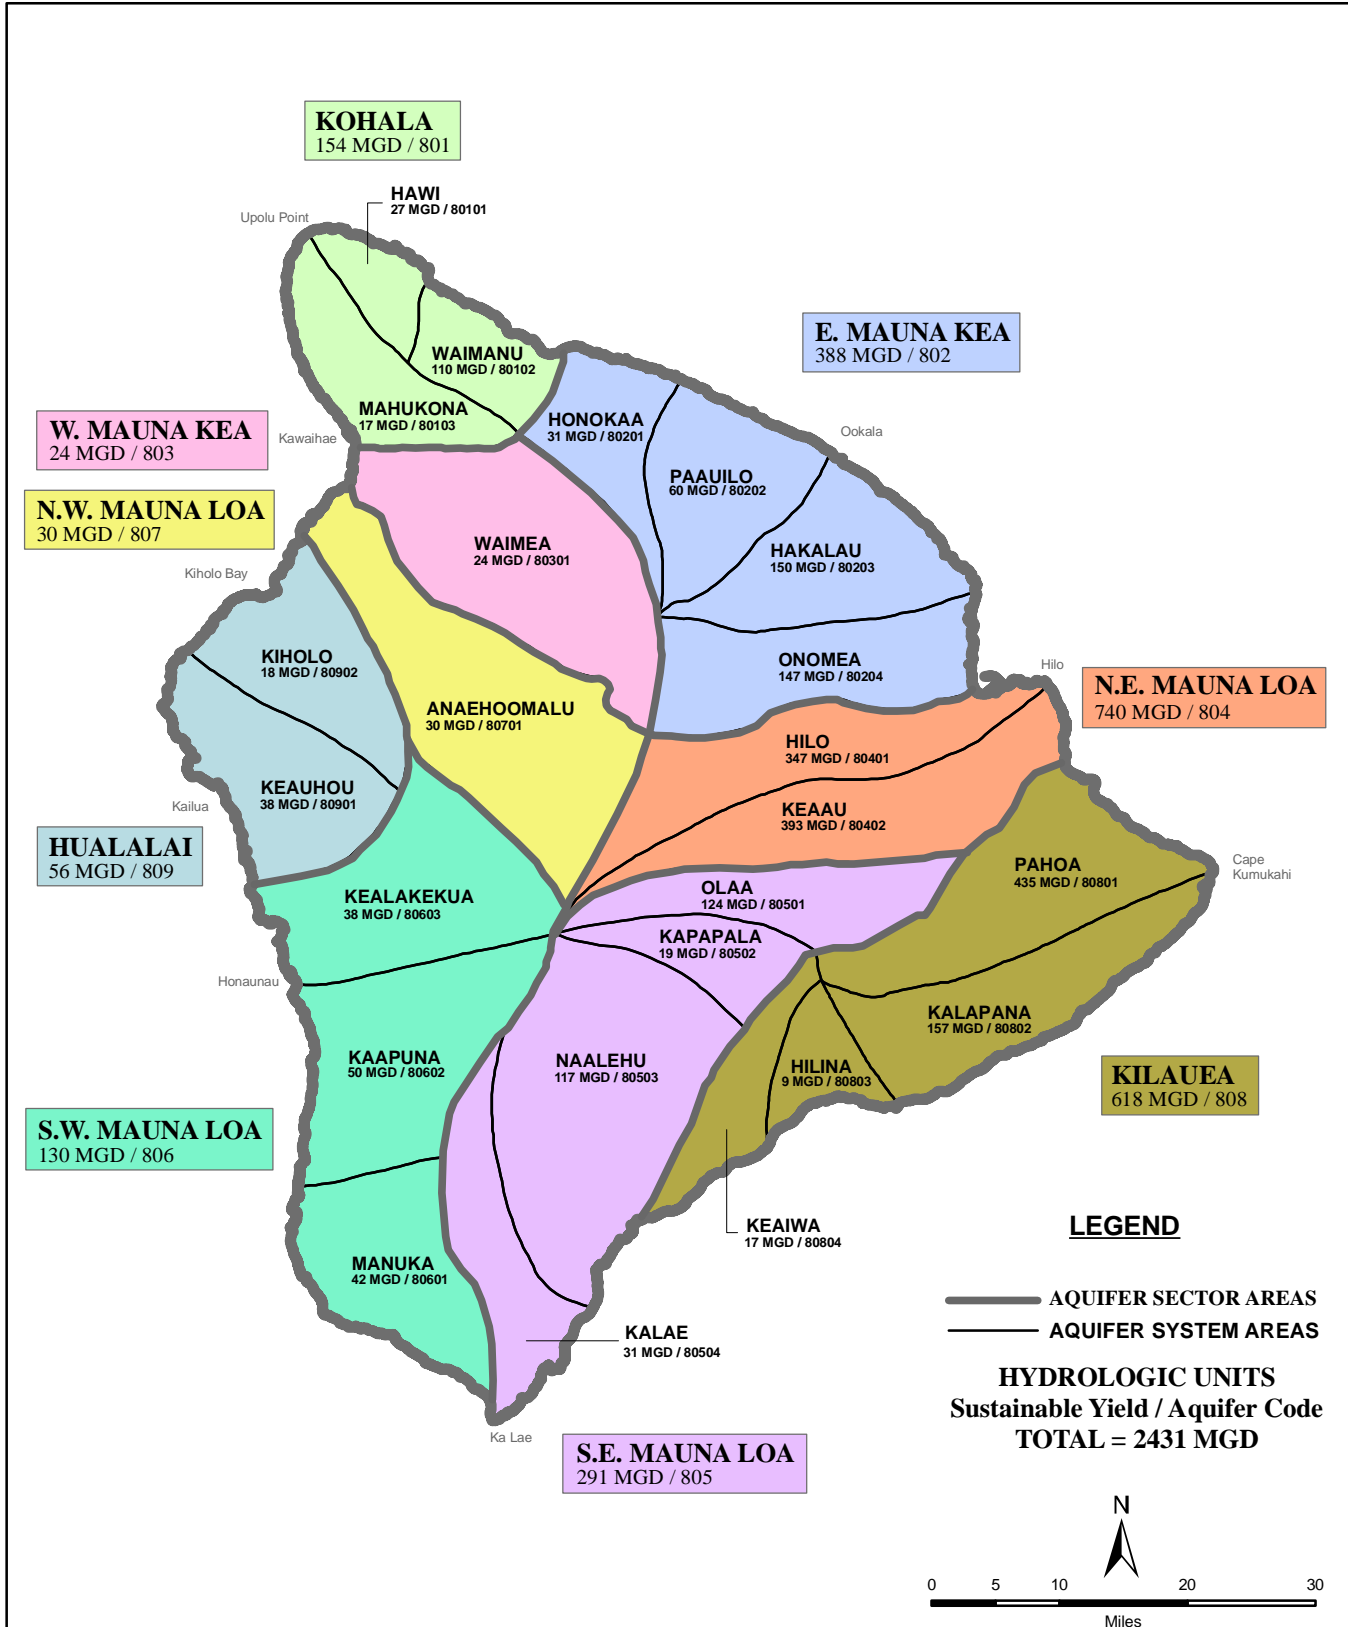 KOHALA
154 MGD / 801
HAWI
27 MGD / 80101
Upolu Point
E. MAUNA KEA
388 MGD / 802
WAIMANU
110 MGD / 80102
MAHUKONA
17 MGD / 80103
HONOKAA
31 MGD / 80201
W. MAUNA KEA
24 MGD / 803
Kawaihae
Ookala
PAAUILO
60 MGD / 80202
N.W. MAUNA LOA
30 MGD / 807
WAIMEA
24 MGD / 80301
HAKALAU
150 MGD / 80203
Kiholo Bay
KIHOLO
18 MGD / 80902
ONOMEA
147 MGD / 80204
Hilo
N.E. MAUNA LOA
740 MGD / 804
ANAEHOOMALU
30 MGD / 80701
HILO
347 MGD / 80401
KEAUHOU
38 MGD / 80901
Kailua
KEAAU
393 MGD / 80402
HUALALAI
56 MGD / 809
PAHOA
435 MGD / 80801
Cape
Kumukahi
KEALAKEKUA
38 MGD / 80603
OLAA
124 MGD / 80501
KAPAPALA
19 MGD / 80502
Honaunau
KALAPANA
157 MGD / 80802
KAAPUNA
50 MGD / 80602
NAALEHU
117 MGD / 80503
HILINA
9 MGD / 80803
KILAUEA
618 MGD / 808
S.W. MAUNA LOA
130 MGD / 806
KEAIWA
17 MGD / 80804
MANUKA
42 MGD / 80601
KALAE
31 MGD / 80504
Ka Lae
S.E. MAUNA LOA
291 MGD / 805
LEGEND
AQUIFER SECTOR AREAS
AQUIFER SYSTEM AREAS
HYDROLOGIC UNITS
Sustainable Yield / Aquifer Code
TOTAL = 2431 MGD
N
0 5 10 20 30
Miles